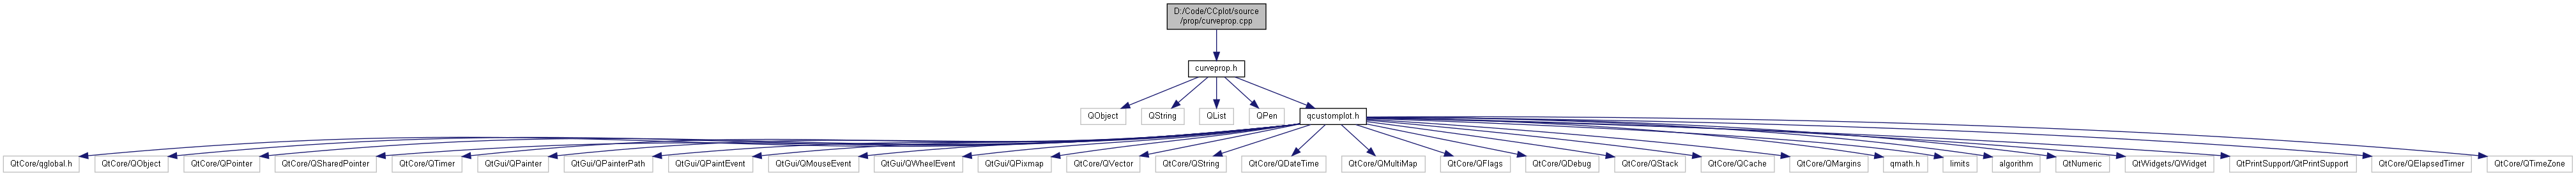 D:/Code/CCplot/source
/prop/curveprop.cpp
curveprop.h
QObject
QString
QList
QPen
qcustomplot.h
QtCore/qglobal.h
QtCore/QObject
QtCore/QPointer
QtCore/QSharedPointer
QtCore/QTimer
QtGui/QPainter
QtGui/QPainterPath
QtGui/QPaintEvent
QtGui/QMouseEvent
QtGui/QWheelEvent
QtGui/QPixmap
QtCore/QVector
QtCore/QString
QtCore/QDateTime
QtCore/QMultiMap
QtCore/QFlags
QtCore/QDebug
QtCore/QStack
QtCore/QCache
QtCore/QMargins
qmath.h
limits
algorithm
QtNumeric
QtWidgets/QWidget
QtPrintSupport/QtPrintSupport
QtCore/QElapsedTimer
QtCore/QTimeZone